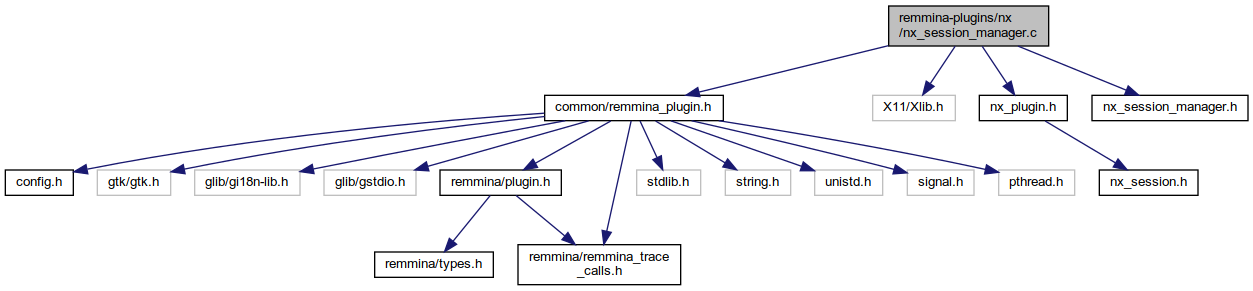 remmina-plugins/nx
/nx_session_manager.c
common/remmina_plugin.h
X11/Xlib.h
nx_plugin.h
nx_session_manager.h
config.h
gtk/gtk.h
glib/gi18n-lib.h
glib/gstdio.h
remmina/plugin.h
stdlib.h
string.h
unistd.h
signal.h
pthread.h
nx_session.h
remmina/types.h
remmina/remmina_trace
_calls.h